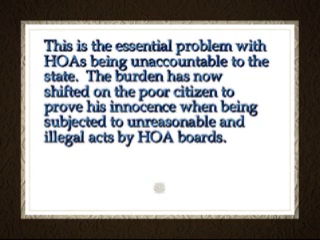 This is the essential problem with
HOAs being unaccountable to the
state. The burden has now
shifted on the poor citizen to
prove his innocence when being
subjected to unreasonable and
illegal acts by HOA boards.